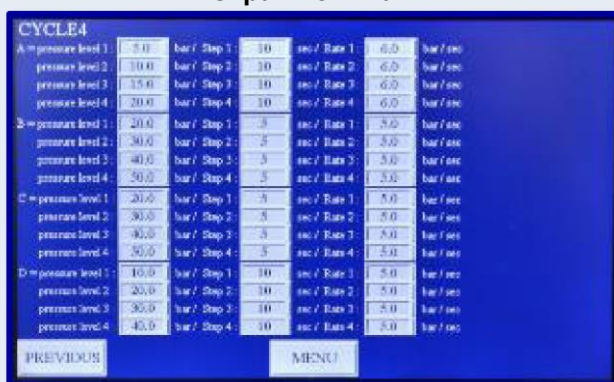 CYCLE4
A = pressure level 1 : 5.0 bar / Step 1 : 10 sec / Rate 1 : 6.0 bar / sec
pressure level 2 : 10.0 bar / Step 2 : 10 sec / Rate 2 : 6.0 bar / sec
pressure level 3 : 15.0 bar / Step 3 : 10 sec / Rate 3 6.0 bar / sec
pressure level 4 : 20.0 bar / Step 4 : 10 sec / Rate 4 6.0 bar / sec
B = pressure level 1 : 20.0 bar / Step 1 : 5 sec / Rate 1 : 5.0 bar / sec
pressure level 2 : 30.0 bar / Step 2 : 5 sec / Rate 2 : 5.0 bar / sec
pressure level 3 : 40.0 bar / Step 3 : 5 sec / Rate 3 : 5.0 bar / sec
pressure level 4 : 50.0 bar / Step 4 : 5 sec / Rate 4 : 5.0 bar / sec
C = pressure level 1 20.0 bar / Step 1 : 5 sec / Rate 1 : 5.0 bar / sec
pressure level 2 30.0 bar / Step 2 : 5 sec / Rate 2 : 5.0 bar / sec
pressure level 3 40.0 bar / Step 3 : 5 sec / Rate 3 5.0 bar / sec
pressure level 4 50.0 bar / Step 4 : 5 sec / Rate 4 : 5.0 bar / sec
D = pressure level 1 : 10.0 bar / Step 1 : 10 sec / Rate 1 : 5.0 bar / sec
pressure level 2 20.0 bar / Step 2 : 10 sec / Rate 2 : 5.0 bar / sec
pressure level 3 30.0 bar / Step 3 : 10 sec / Rate 3 5.0 bar / sec
pressure level 4 40.0 bar / Step 4 : 10 sec / Rate 4 : 5.0 bar / sec
PREVIOUS MENU